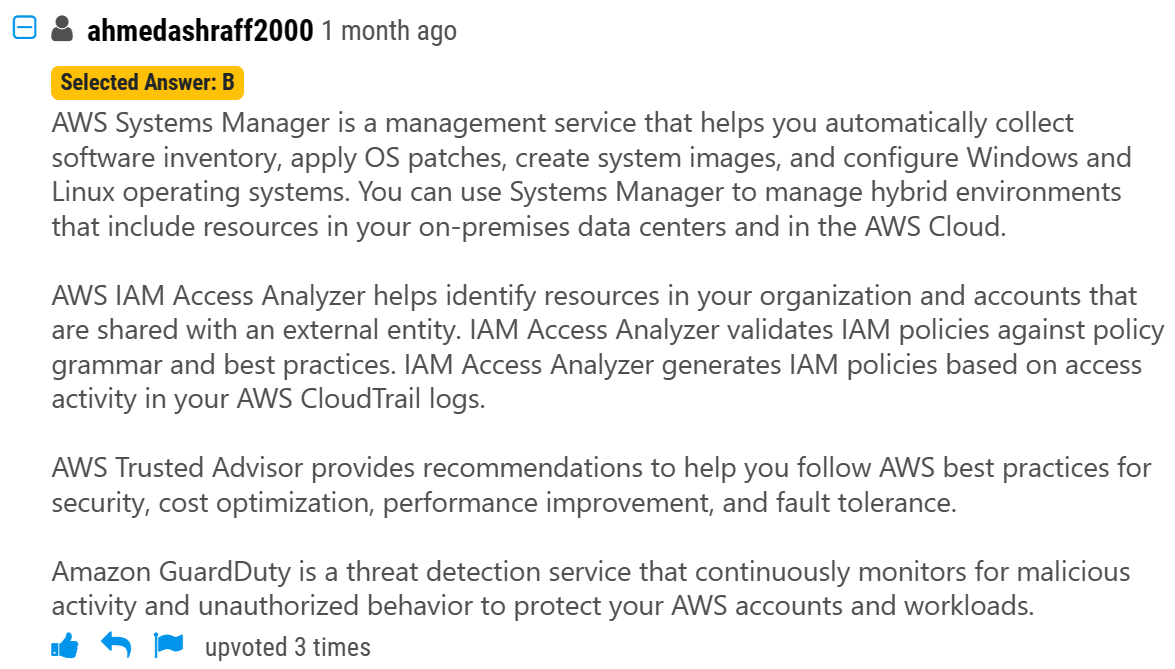 ahmedashraff2000 1 month ago
Selected Answer: B
AWS Systems Manager is a management service that helps you automatically collect
software inventory, apply OS patches, create system images, and configure Windows and
Linux operating systems. You can use Systems Manager to manage hybrid environments
that include resources in your on-premises data centers and in the AWS Cloud.
AWS IAM Access Analyzer helps identify resources in your organization and accounts that
are shared with an external entity. IAM Access Analyzer validates IAM policies against policy
grammar and best practices. IAM Access Analyzer generates IAM policies based on access
activity in your AWS CloudTrail logs.
AWS Trusted Advisor provides recommendations to help you follow AWS best practices for
security, cost optimization, performance improvement, and fault tolerance.
Amazon GuardDuty is a threat detection service that continuously monitors for malicious
activity and unauthorized behavior to protect your AWS accounts and workloads.
upvoted 3 times